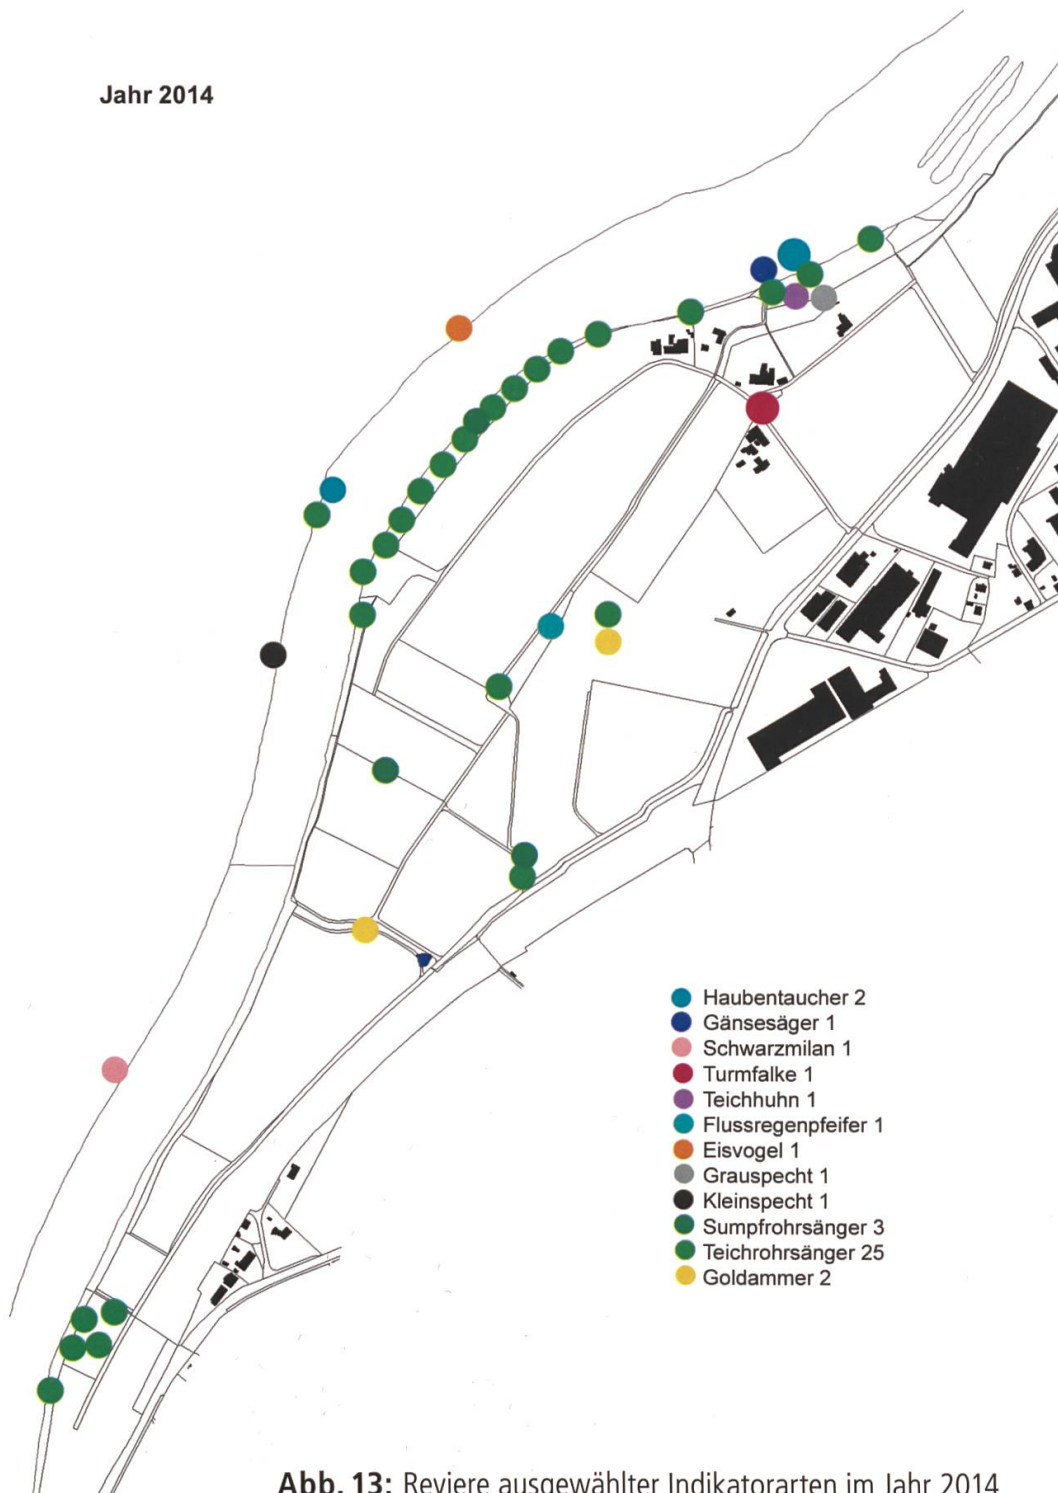 Jahr 2014
Haubentaucher 2
Gänsesäger 1
Schwarzmilan 1
Turmfalke 1
Teichhuhn 1
Flussregenpfeifer 1
Eisvogel 1
Grauspecht 1
Kleinspecht 1
Sumpfrohrsänger 3
Teichrohrsänger 25
Goldammer 2
Abb. 13: Reviere ausgewählter Indikatorarten im Jahr 2014